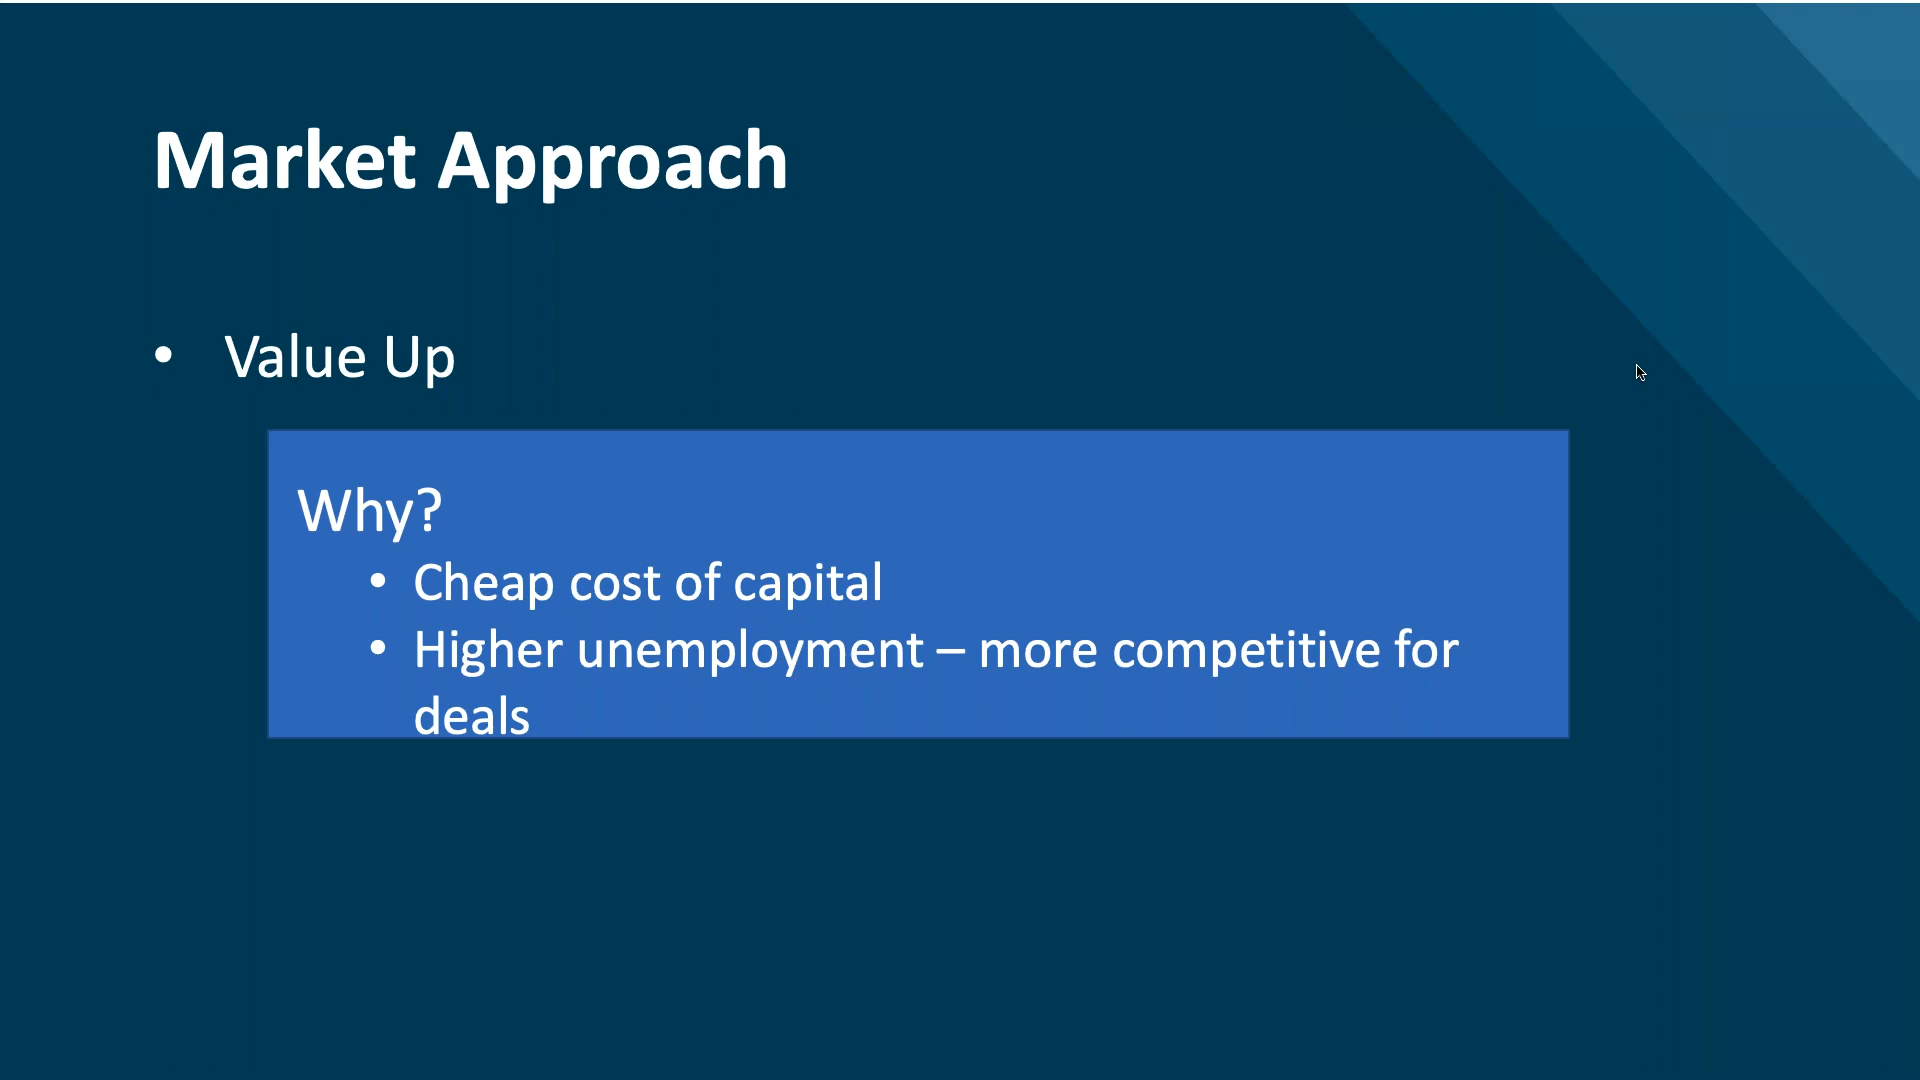 Market Approach
• Value Up
Why?
• Cheap cost of capital
• Higher unemployment – more competitive for
deals